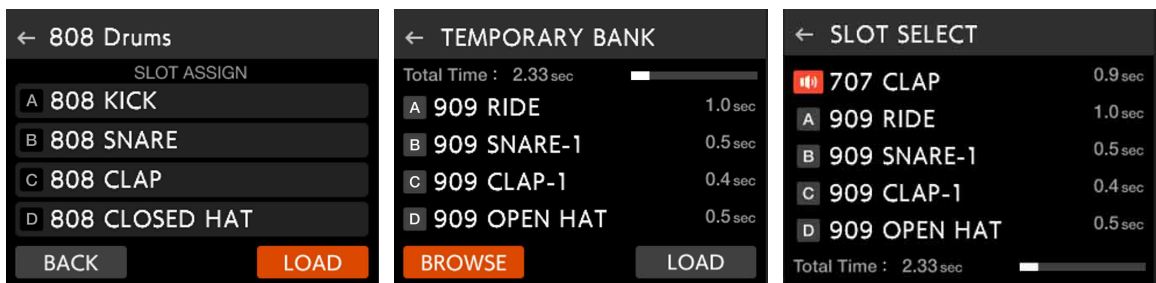 ← 808 Drums
SLOT ASSIGN
A 808 KICK
B 808 SNARE
C 808 CLAP
D 808 CLOSED HAT
BACK LOAD
← TEMPORARY BANK
Total Time : 2.33 sec
A 909 RIDE 1.0 sec
B 909 SNARE-1 0.5 sec
C 909 CLAP-1 0.4 sec
D 909 OPEN HAT 0.5 sec
BROWSE LOAD
← SLOT SELECT
707 CLAP 0.9 sec
A 909 RIDE 1.0 sec
B 909 SNARE-1 0.5 sec
C 909 CLAP-1 0.4 sec
D 909 OPEN HAT 0.5 sec
Total Time : 2.33 sec